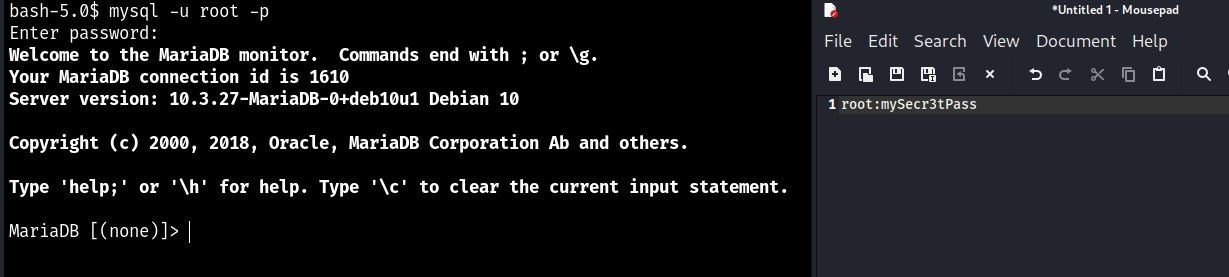 bash-5.0$ mysql -u root -p
Enter password:
Welcome to the MariaDB monitor.  Commands end with ; or \g.
Your MariaDB connection id is 1610
Server version: 10.3.27-MariaDB-0+deb10u1 Debian 10
Copyright (c) 2000, 2018, Oracle, MariaDB Corporation Ab and others.
Type 'help;' or '\h' for help. Type '\c' to clear the current input statement.
MariaDB [(none)]>
*Untitled 1 - Mousepad
File Edit Search View Document Help
1 root:mySecr3tPass